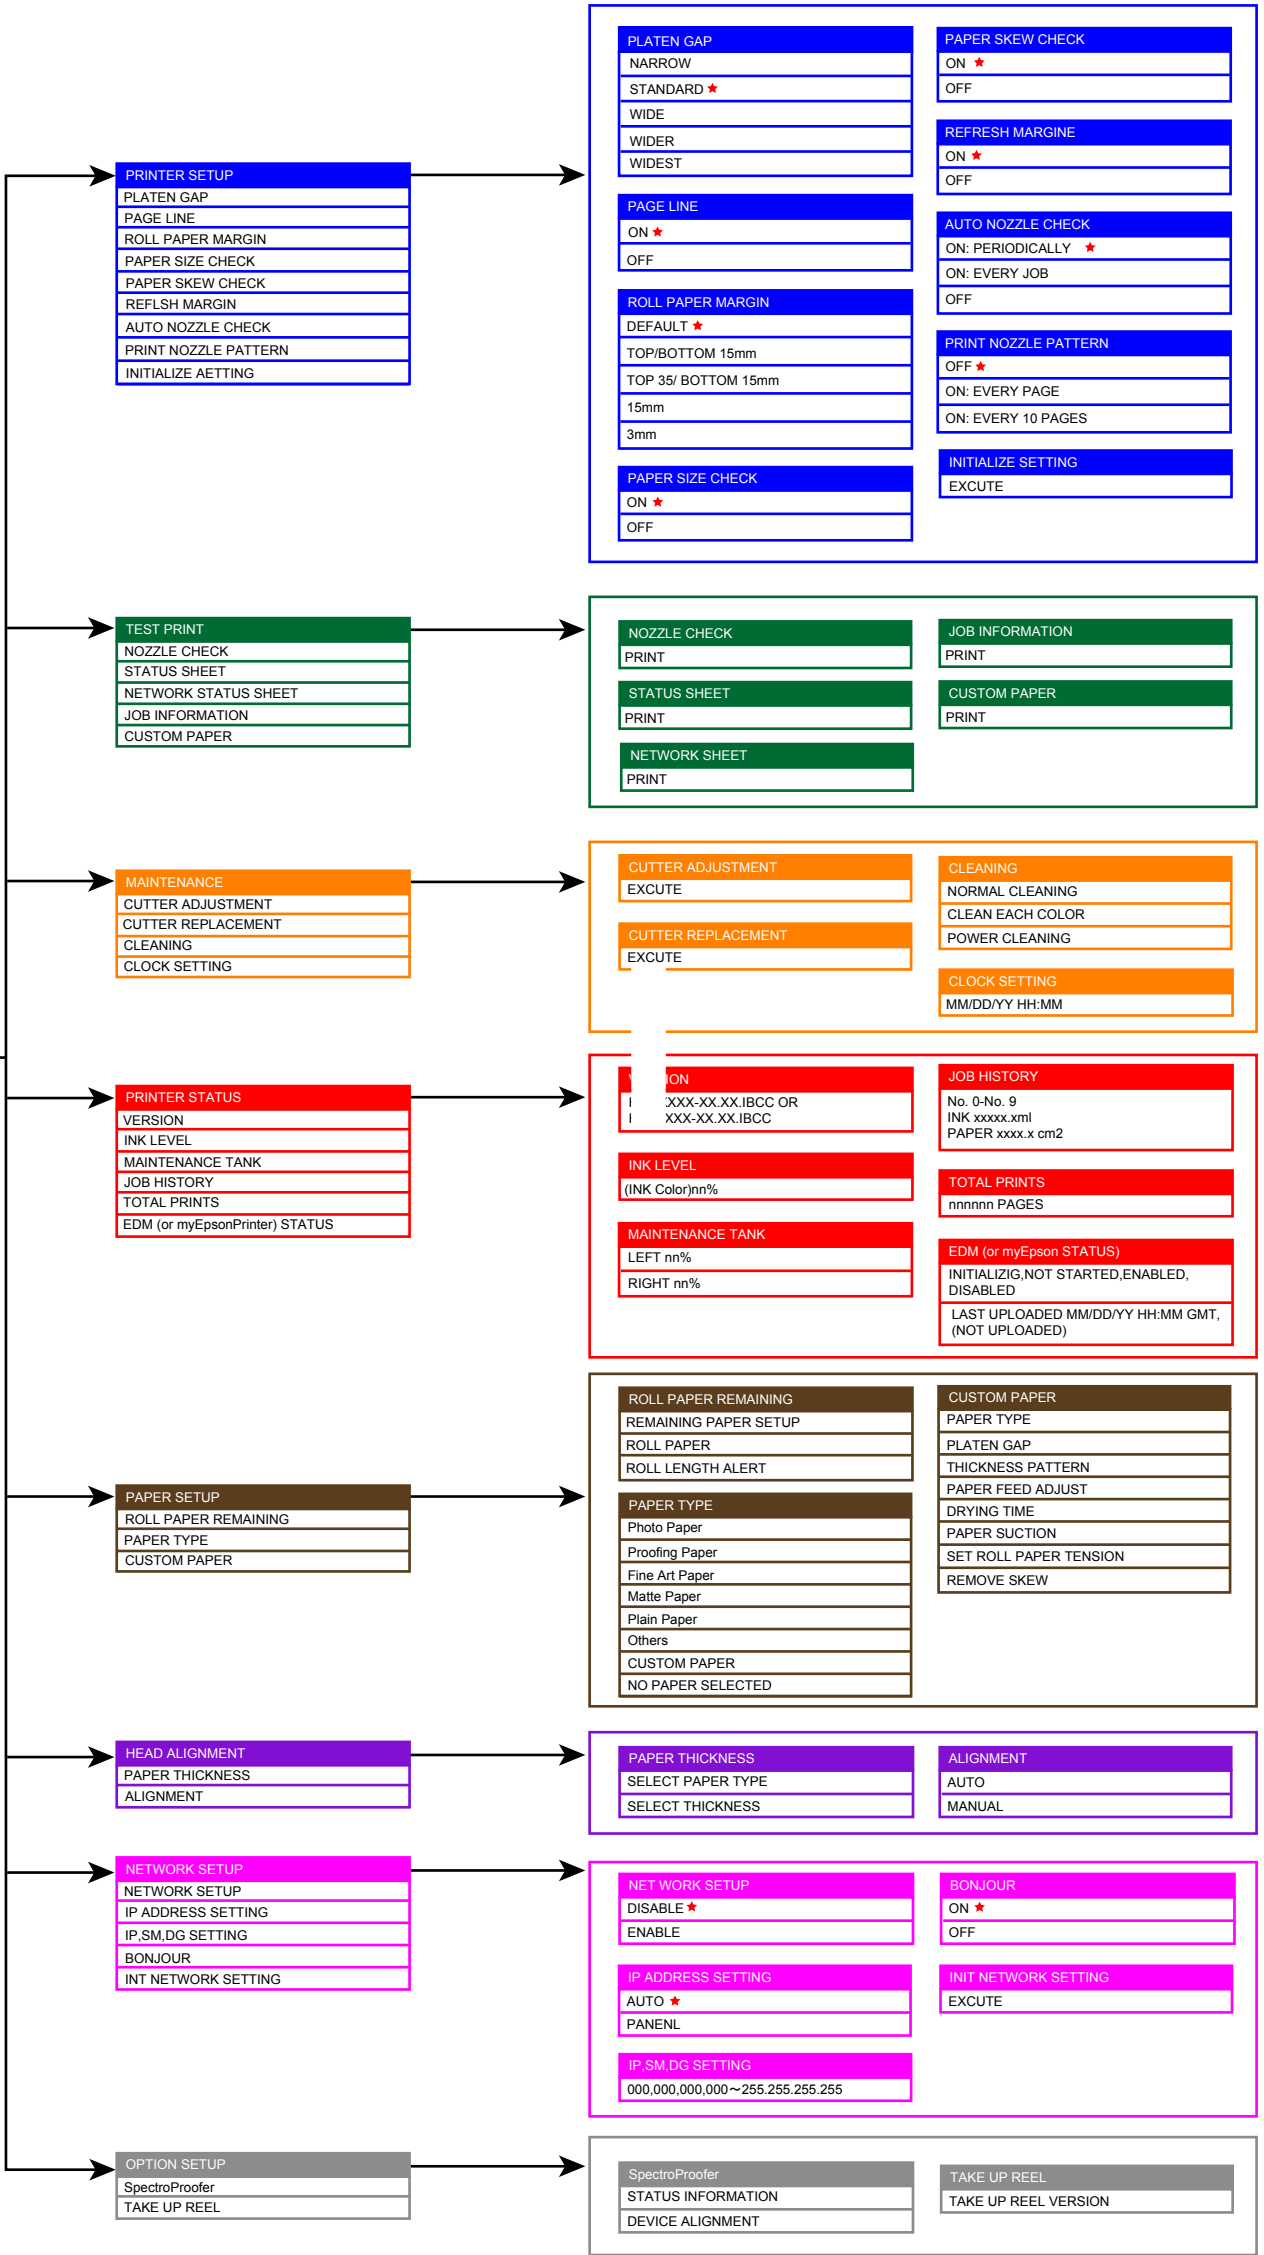 PRINTER SETUP
PLATEN GAP
PAGE LINE
ROLL PAPER MARGIN
PAPER SIZE CHECK
PAPER SKEW CHECK
REFLSH MARGIN
AUTO NOZZLE CHECK
PRINT NOZZLE PATTERN
INITIALIZE AETTING
PLATEN GAP
NARROW
STANDARD ★
WIDE
WIDER
WIDEST
PAGE LINE
ON ★
OFF
ROLL PAPER MARGIN
DEFAULT ★
TOP/BOTTOM 15mm
TOP 35/ BOTTOM 15mm
15mm
3mm
PAPER SIZE CHECK
ON ★
OFF
PAPER SKEW CHECK
ON ★
OFF
REFRESH MARGINE
ON ★
OFF
AUTO NOZZLE CHECK
ON: PERIODICALLY ★
ON: EVERY JOB
OFF
PRINT NOZZLE PATTERN
OFF ★
ON: EVERY PAGE
ON: EVERY 10 PAGES
INITIALIZE SETTING
EXCUTE
TEST PRINT
NOZZLE CHECK
STATUS SHEET
NETWORK STATUS SHEET
JOB INFORMATION
CUSTOM PAPER
NOZZLE CHECK
PRINT
STATUS SHEET
PRINT
NETWORK SHEET
PRINT
JOB INFORMATION
PRINT
CUSTOM PAPER
PRINT
MAINTENANCE
CUTTER ADJUSTMENT
CUTTER REPLACEMENT
CLEANING
CLOCK SETTING
CUTTER ADJUSTMENT
EXCUTE
CUTTER REPLACEMENT
EXCUTE
CLEANING
NORMAL CLEANING
CLEAN EACH COLOR
POWER CLEANING
CLOCK SETTING
MM/DD/YY HH:MM
PRINTER STATUS
VERSION
INK LEVEL
MAINTENANCE TANK
JOB HISTORY
TOTAL PRINTS
EDM (or myEpsonPrinter) STATUS
ION
XXX-XX.XX.IBCC OR
XXX-XX.XX.IBCC
INK LEVEL
(INK Color)nn%
MAINTENANCE TANK
LEFT nn%
RIGHT nn%
JOB HISTORY
No. 0-No. 9
INK xxxxx.xml
PAPER xxxx.x cm2
TOTAL PRINTS
nnnnnn PAGES
EDM (or myEpson STATUS)
INITIALIZIG,NOT STARTED,ENABLED,
DISABLED
LAST UPLOADED MM/DD/YY HH:MM GMT,
(NOT UPLOADED)
PAPER SETUP
ROLL PAPER REMAINING
PAPER TYPE
CUSTOM PAPER
ROLL PAPER REMAINING
REMAINING PAPER SETUP
ROLL PAPER
ROLL LENGTH ALERT
PAPER TYPE
Photo Paper
Proofing Paper
Fine Art Paper
Matte Paper
Plain Paper
Others
CUSTOM PAPER
NO PAPER SELECTED
CUSTOM PAPER
PAPER TYPE
PLATEN GAP
THICKNESS PATTERN
PAPER FEED ADJUST
DRYING TIME
PAPER SUCTION
SET ROLL PAPER TENSION
REMOVE SKEW
HEAD ALIGNMENT
PAPER THICKNESS
ALIGNMENT
PAPER THICKNESS
SELECT PAPER TYPE
SELECT THICKNESS
ALIGNMENT
AUTO
MANUAL
NETWORK SETUP
NETWORK SETUP
IP ADDRESS SETTING
IP,SM,DG SETTING
BONJOUR
INT NETWORK SETTING
NET WORK SETUP
DISABLE ★
ENABLE
IP ADDRESS SETTING
AUTO ★
PANENL
IP,SM,DG SETTING
000,000,000,000～255.255.255.255
BONJOUR
ON ★
OFF
INIT NETWORK SETTING
EXCUTE
OPTION SETUP
SpectroProofer
TAKE UP REEL
SpectroProofer
STATUS INFORMATION
DEVICE ALIGNMENT
TAKE UP REEL
TAKE UP REEL VERSION